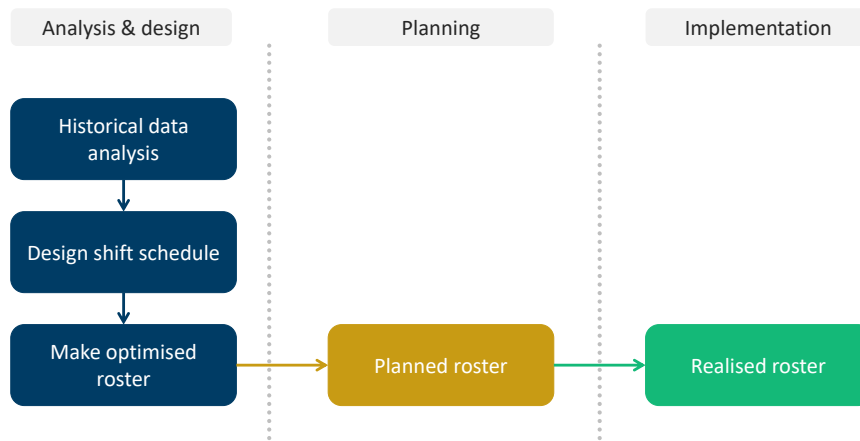 Analysis & design
Planning
Implementation
Historical data
analysis
Design shift schedule
Make optimised
roster
Planned roster
Realised roster